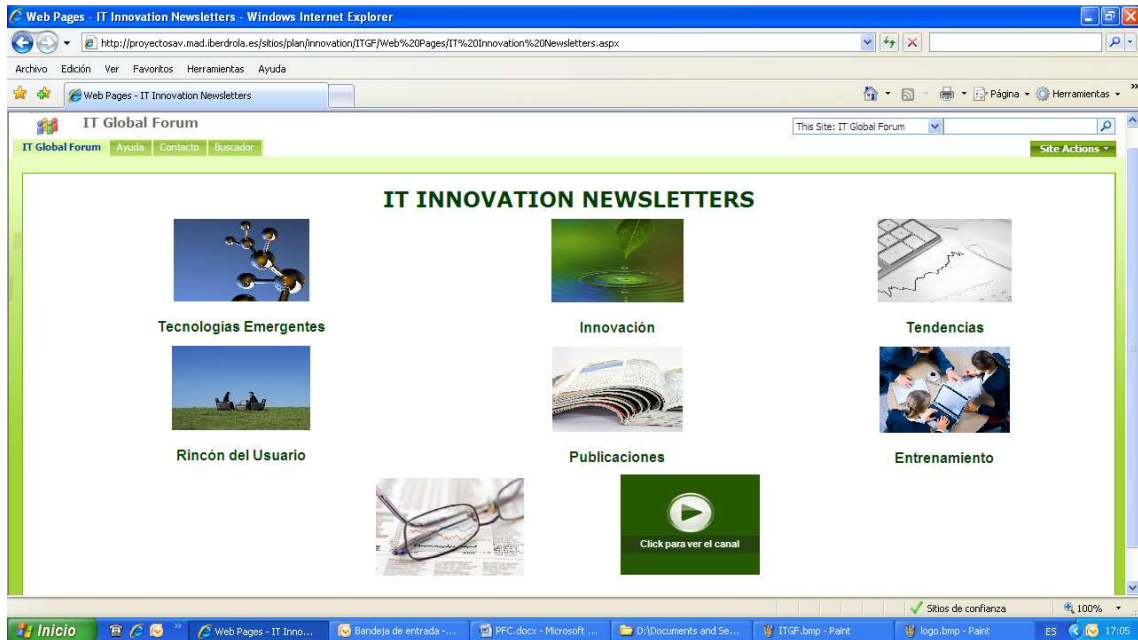 Web Pages - IT Innovation Newsletters - Windows Internet Explorer
http://proyectosav.mad.iberdrola.es/sitios/plan/innovation/ITGF/Web%20Pages/IT%20Innovation%20Newsletters.aspx
Archivo Edición Ver Favoritos Herramientas Ayuda
Web Pages - IT Innovation Newsletters Página Herramientas
IT Global Forum This Site: IT Global Forum
IT Global Forum Ayuda Contacto Buscador Site Actions
IT INNOVATION NEWSLETTERS
Tecnologías Emergentes Innovación Tendencias
Rincón del Usuario Publicaciones Entrenamiento
Click para ver el canal
Sitios de confianza 100%
Inicio Web Pages - IT Inno... Bandeja de entrada -... PFC.docx - Microsoft ... D:\Documents and Se... ITGF.bmp - Paint logo.bmp - Paint ES 17:05